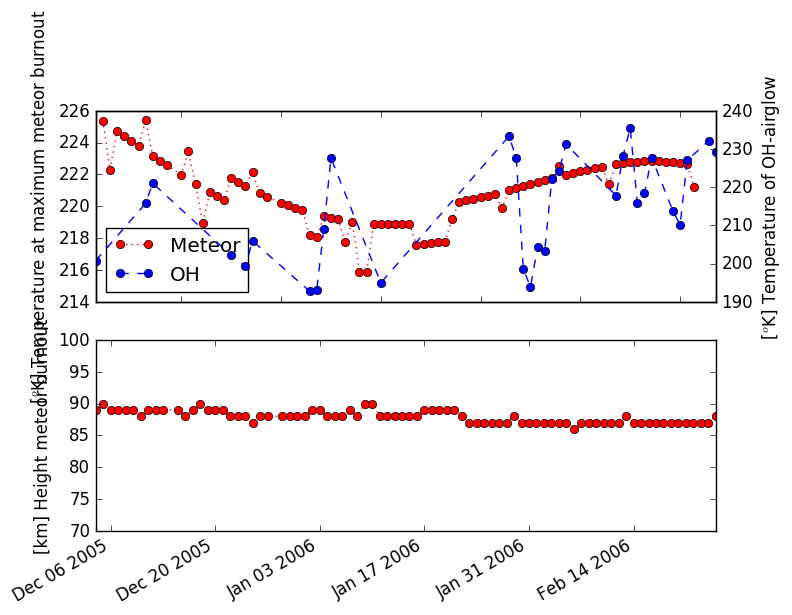 [°K] Temperature at maximum meteor burnout
226
224
222
220
218
216
214
Meteor
OH
240
230
220
210
200
190
[°K] Temperature of OH-airglow
[km] Height meteor burnout
100
95
90
85
80
75
70
Dec 06 2005
Dec 20 2005
Jan 03 2006
Jan 17 2006
Jan 31 2006
Feb 14 2006